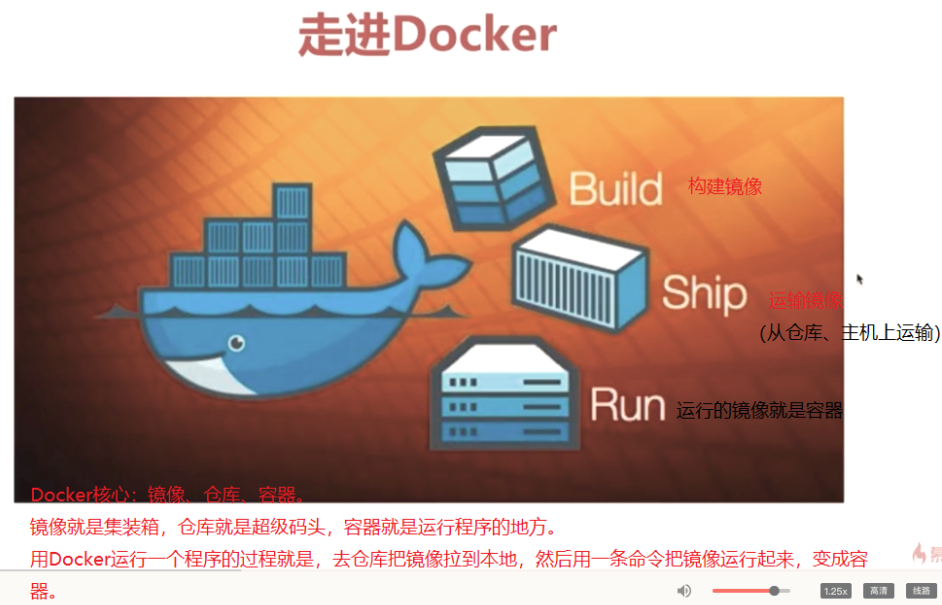 走进Docker
Build 构建镜像
Ship 运输镜像
(从仓库、主机上运输)
Run 运行的镜像就是容器
Docker核心：镜像、仓库、容器。
镜像就是集装箱，仓库就是超级码头，容器就是运行程序的地方。
用Docker运行一个程序的过程就是，去仓库把镜像拉到本地，然后用一条命令把镜像运行起来，变成容
器。
1.25x 高清 线路